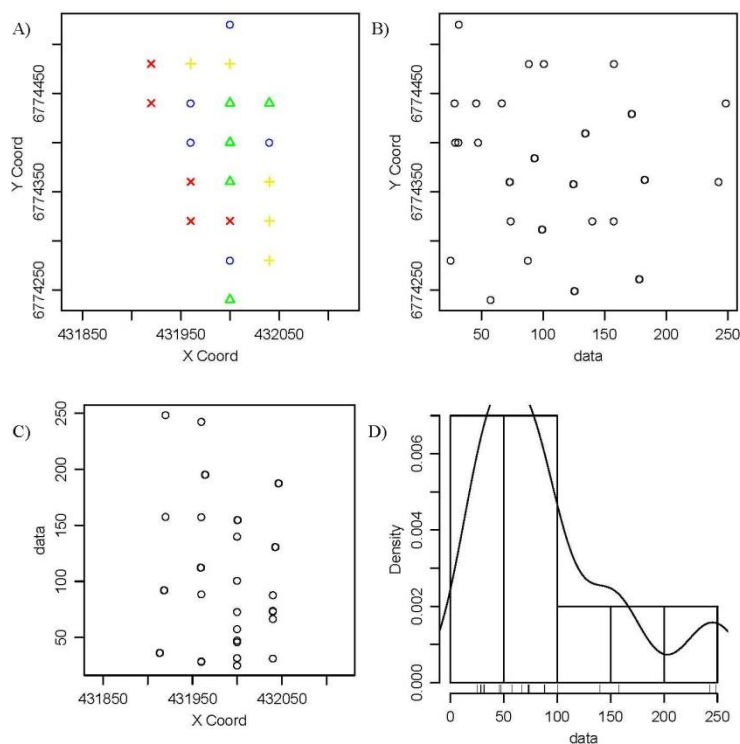 A)
Y Coord
6774250 6774350 6774450
431850 431950 432050
X Coord
B)
Y Coord
6774250 6774350 6774450
50 100 150 200 250
data
C)
data
50 100 150 200 250
431850 431950 432050
X Coord
D)
Density
0.000 0.002 0.004 0.006
0 50 100 150 200 250
data